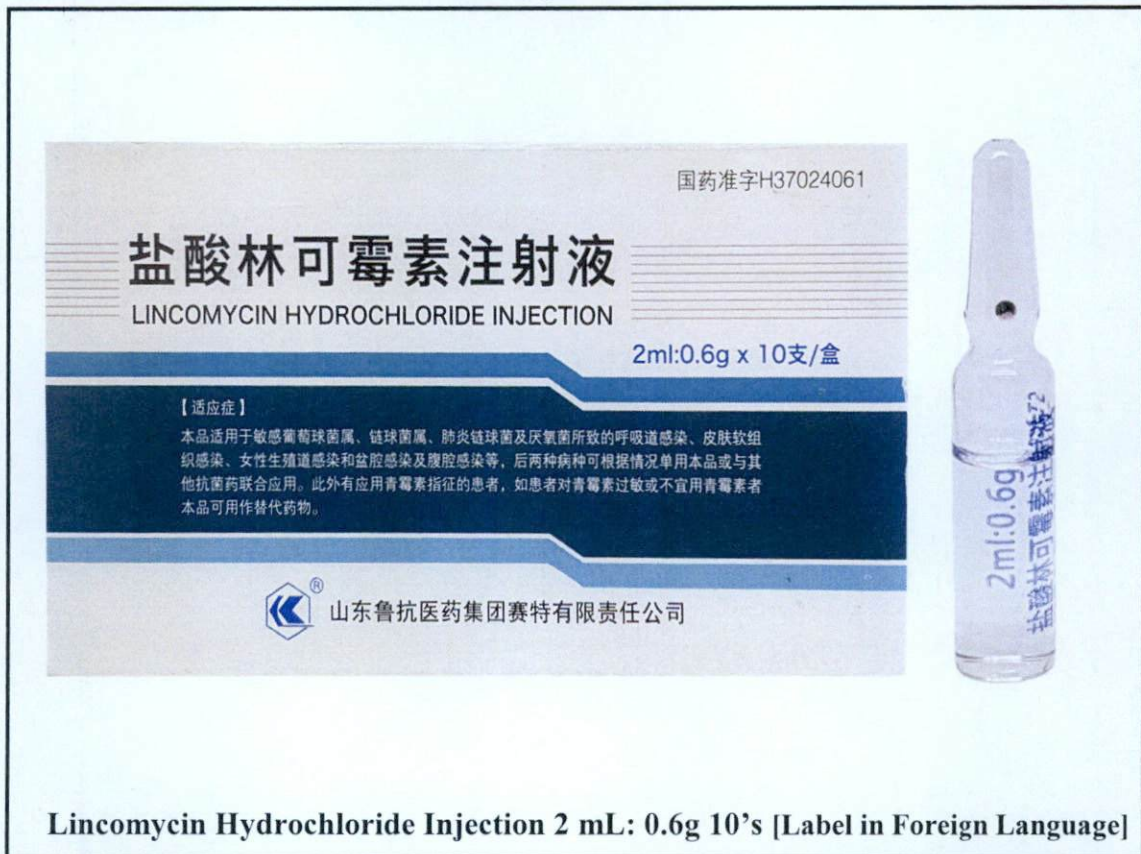 国药准字H37024061
盐酸林可霉素注射液
LINCOMYCIN HYDROCHLORIDE INJECTION
2ml:0.6g x 10支/盒
【适应症】
本品适用于敏感葡萄球菌属、链球菌属、肺炎链球菌及厌氧菌所致的呼吸道感染、皮肤软组
织感染、女性生殖道感染和盆腔感染及腹腔感染等，后两种病种可根据情况单用本品或与其
他抗菌药联合应用。此外有应用青霉素指征的患者，如患者对青霉素过敏或不宜用青霉素者
本品可用作替代药物。
®
山东鲁抗医药集团赛特有限责任公司
2ml:0.6g
盐酸林可霉素注射液
Lincomycin Hydrochloride Injection 2 mL: 0.6g 10's [Label in Foreign Language]